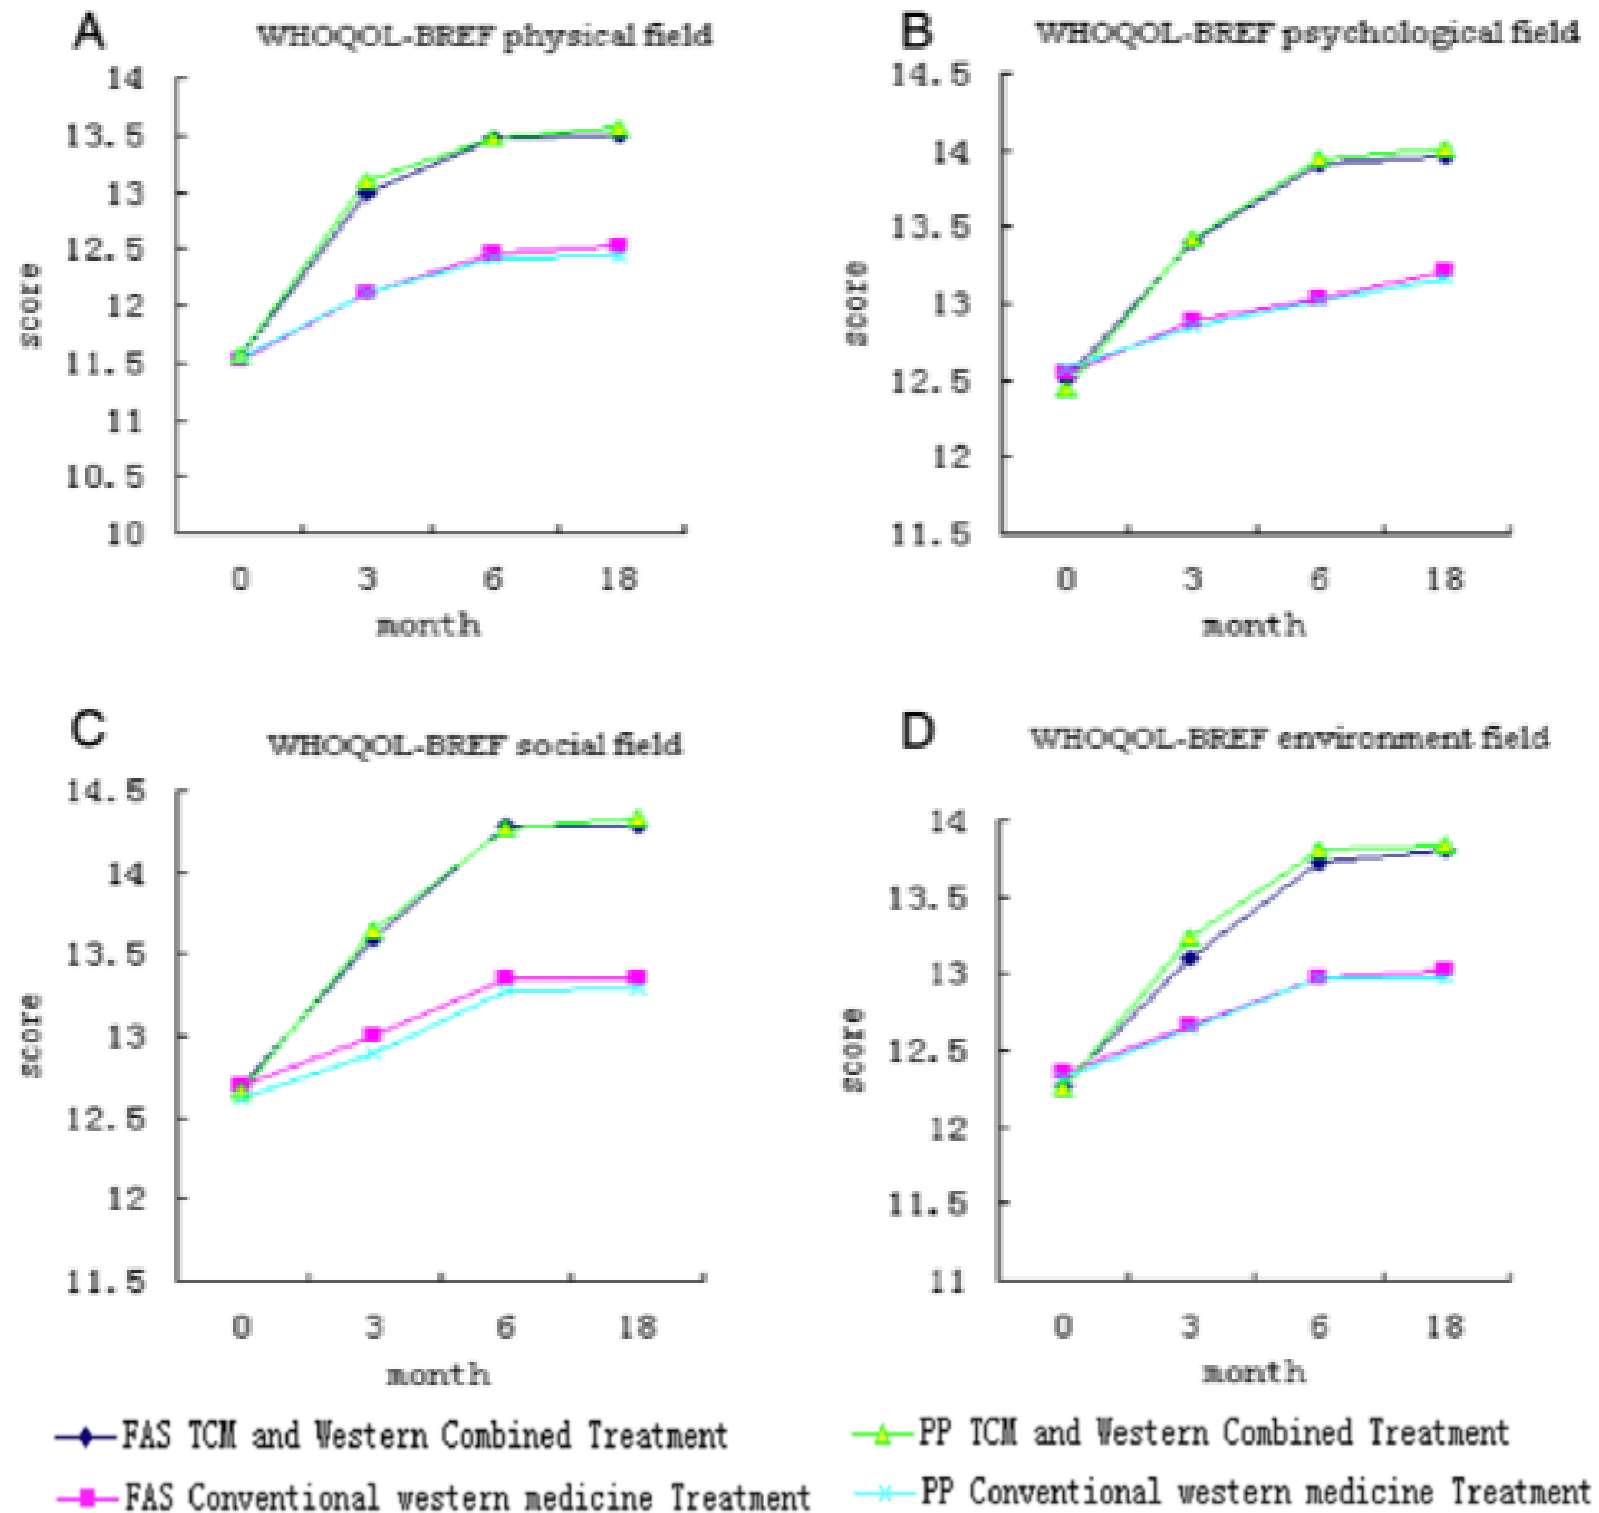 A
WHOQOL-BREF physical field
14
13.5
13
12.5
12
11.5
11
10.5
10
score
0 3 6 18
month
B
WHOQOL-BREF psychological field
14.5
14
13.5
13
12.5
12
11.5
score
0 3 6 18
month
C
WHOQOL-BREF social field
14.5
14
13.5
13
12.5
12
11.5
score
0 3 6 18
month
D
WHOQOL-BREF environment field
14
13.5
13
12.5
12
11.5
11
score
0 3 6 18
month
FAS TCM and Western Combined Treatment
PP TCM and Western Combined Treatment
FAS Conventional western medicine Treatment
PP Conventional western medicine Treatment